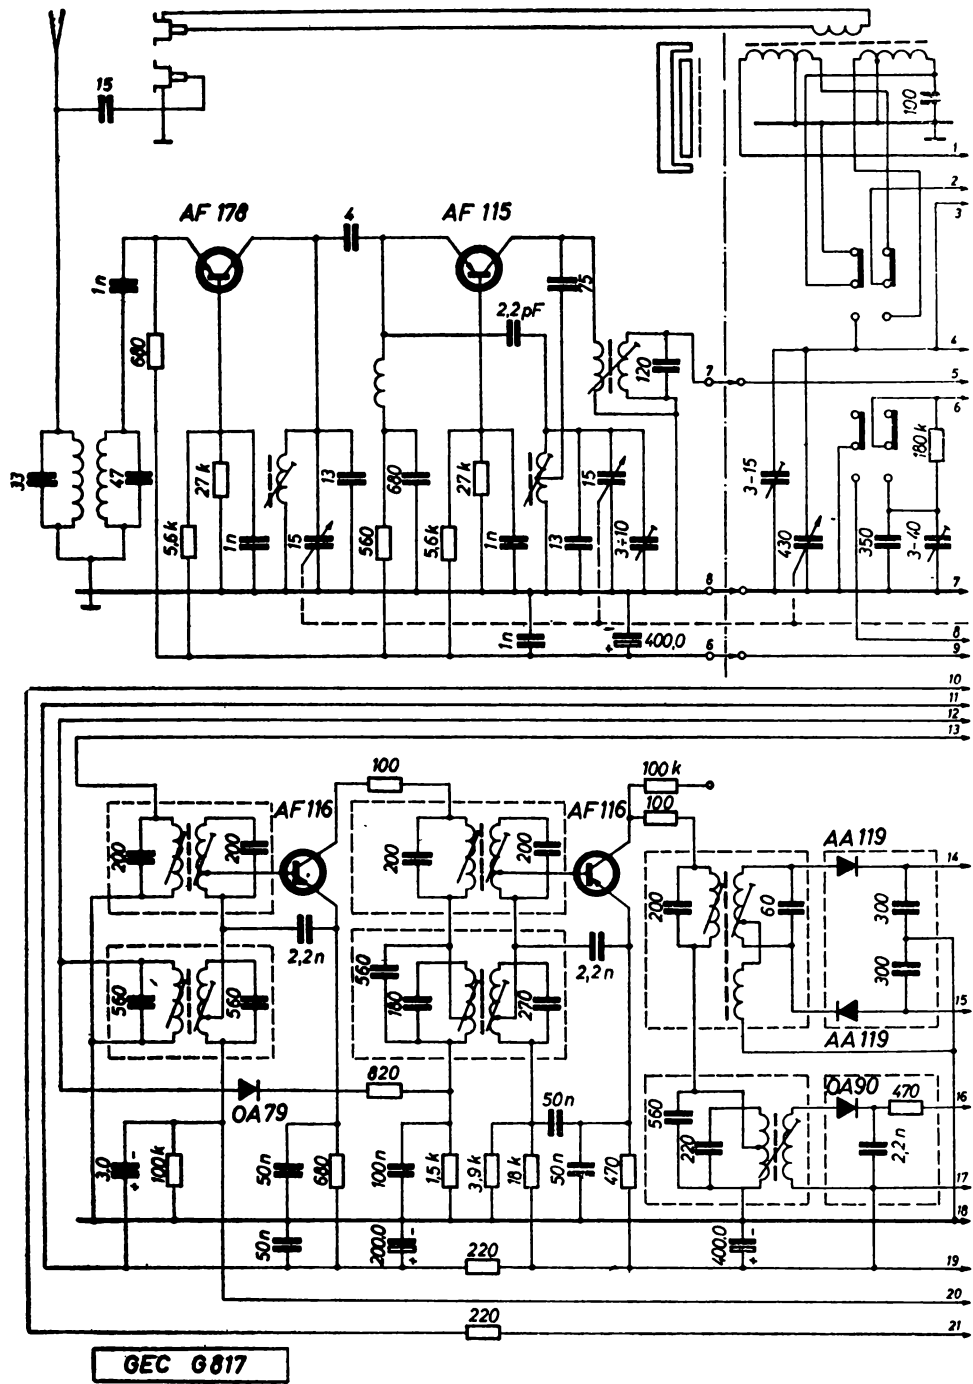 15
100
1
2
3
AF 178
4
AF 115
1n
680
2,2pF
75
120
7
4
5
6
33
47
27k
13
680
27k
15
3-15
180k
5,6k
1n
15
560
5,6k
1n
13
3÷10
430
350
3-40
8
7
1n
- +
400,0
6
8
9
10
11
12
13
100
100k
100
AF116
AF116
AA119
14
200
200
200
200
200
60
300
2,2n
2,2n
300
560
560
560
180
270
15
AA119
820
OA79
50n
560
OA90
470
16
3,0
- +
100k
50n
680
100n
1,5k
3,9k
18k
50n
470
220
2,2n
17
18
50n
200,0
- +
220
400,0
- +
19
20
220
21
GEC G817